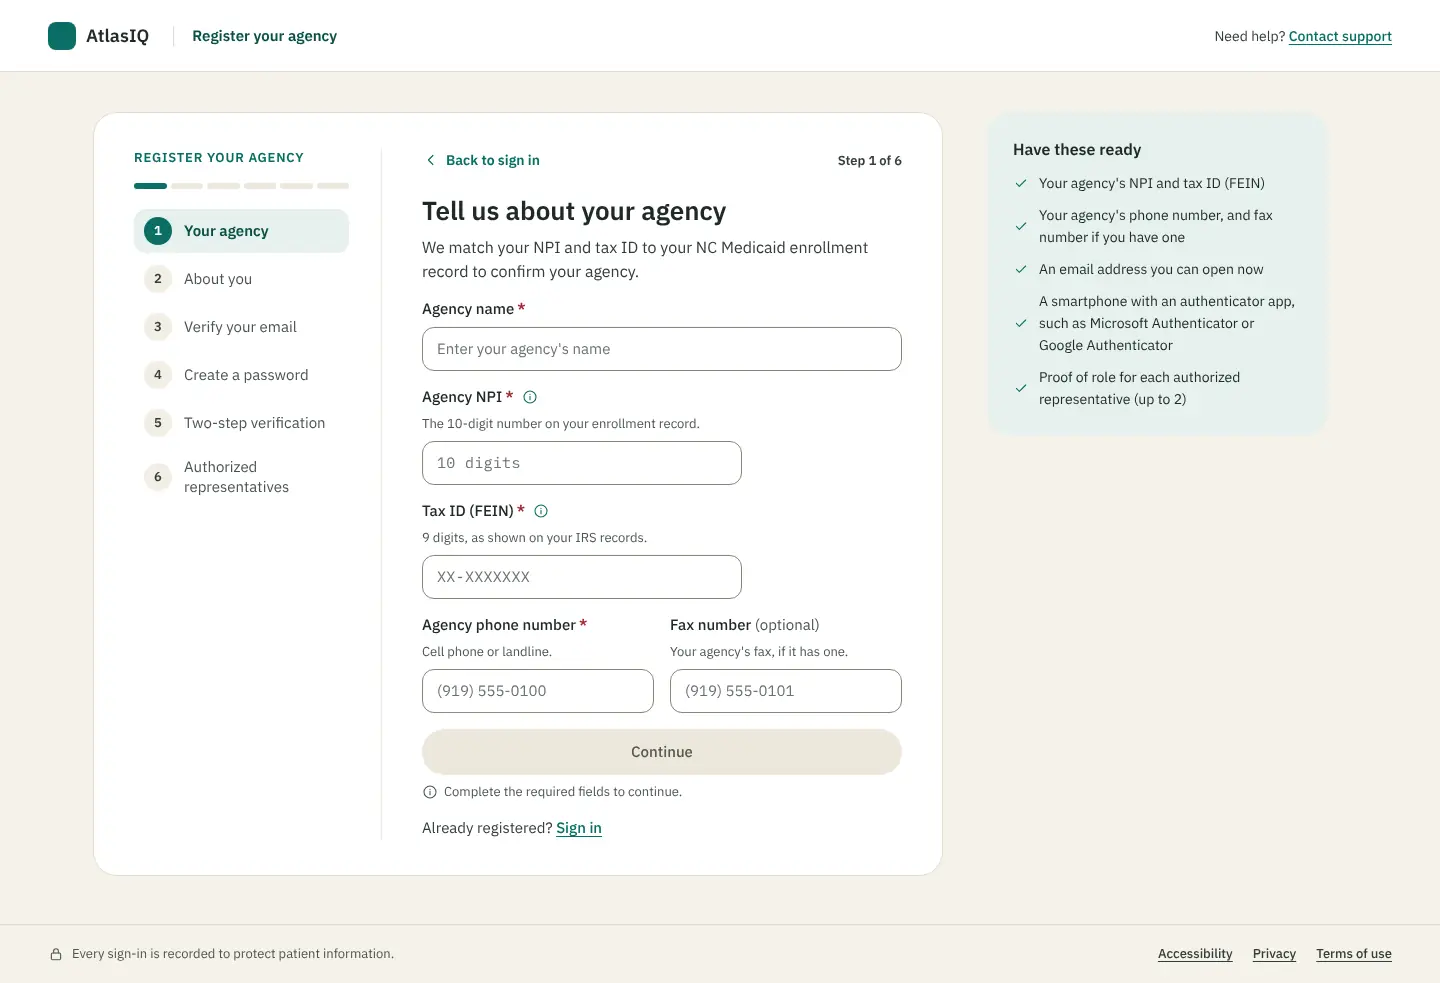 AtlasIQ
Register your agency
Need help? Contact support
REGISTER YOUR AGENCY
1 Your agency
2 About you
3 Verify your email
4 Create a password
5 Two-step verification
6 Authorized
representatives
Back to sign in
Step 1 of 6
Tell us about your agency
We match your NPI and tax ID to your NC Medicaid enrollment
record to confirm your agency.
Agency name *
Enter your agency's name
Agency NPI *
The 10-digit number on your enrollment record.
10 digits
Tax ID (FEIN) *
9 digits, as shown on your IRS records.
XX-XXXXXXX
Agency phone number *
Cell phone or landline.
(919) 555-0100
Fax number (optional)
Your agency's fax, if it has one.
(919) 555-0101
Continue
Complete the required fields to continue.
Already registered? Sign in
Have these ready
Your agency's NPI and tax ID (FEIN)
Your agency's phone number, and fax
number if you have one
An email address you can open now
A smartphone with an authenticator app,
such as Microsoft Authenticator or
Google Authenticator
Proof of role for each authorized
representative (up to 2)
Every sign-in is recorded to protect patient information.
Accessibility
Privacy
Terms of use